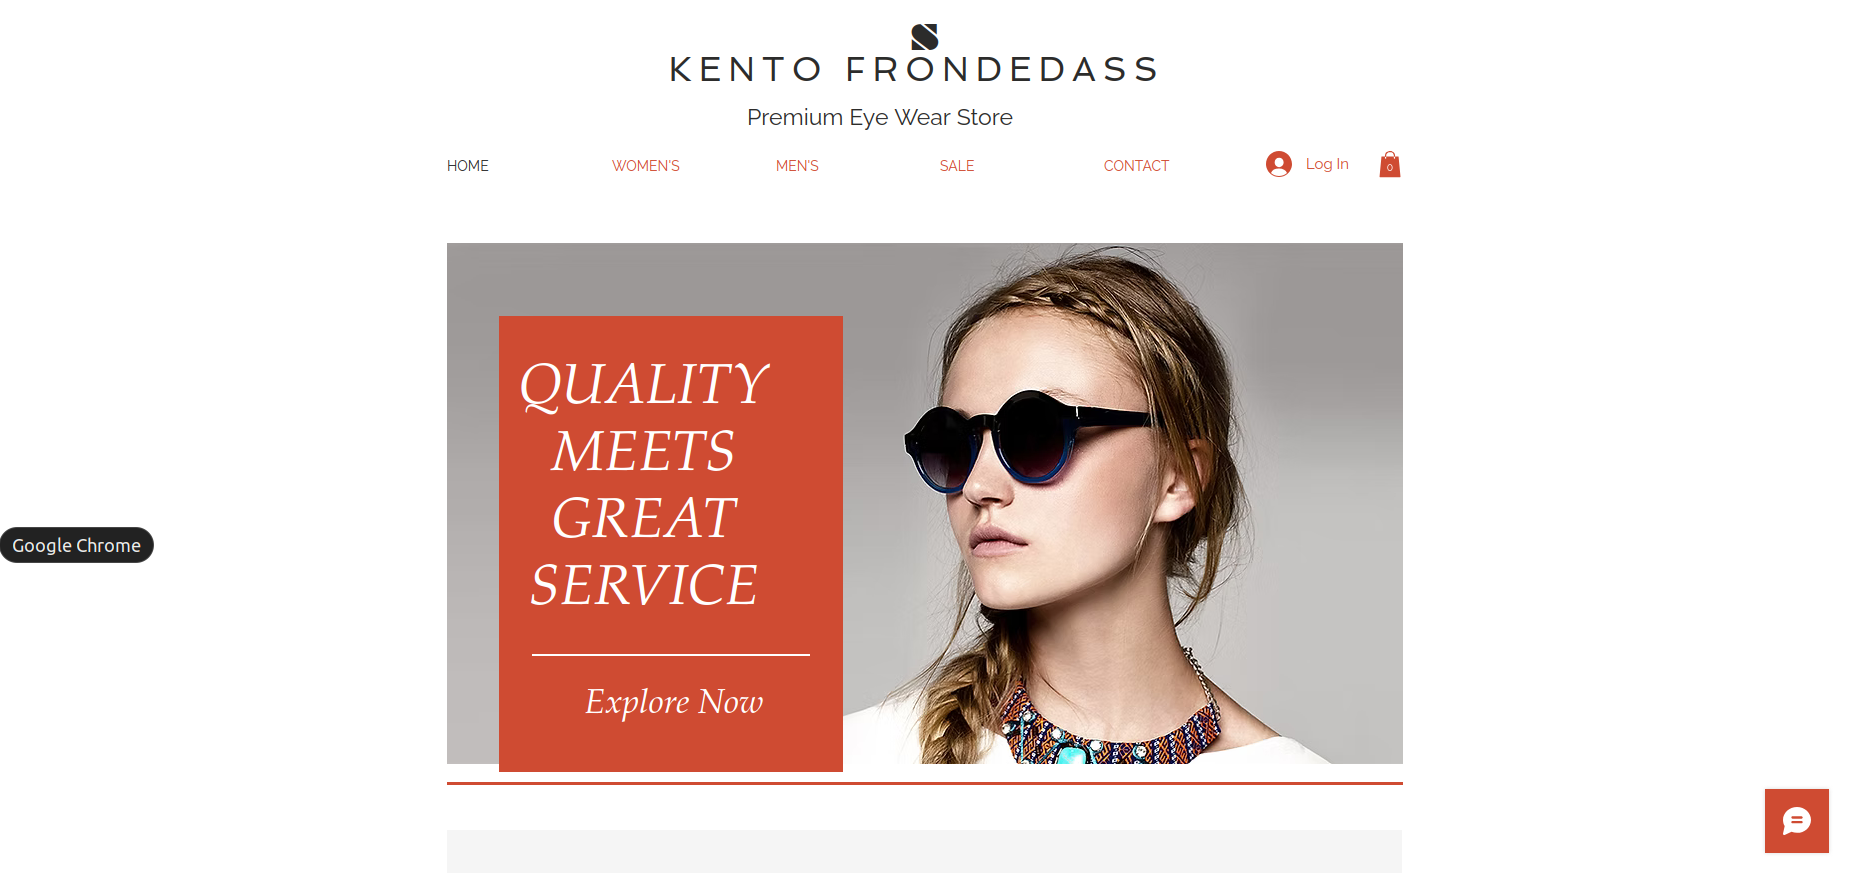 S
KENTO FRONDEDASS
Premium Eye Wear Store
HOME WOMEN'S MEN'S SALE CONTACT Log In 0
QUALITY
MEETS
GREAT
SERVICE
Explore Now
Google Chrome